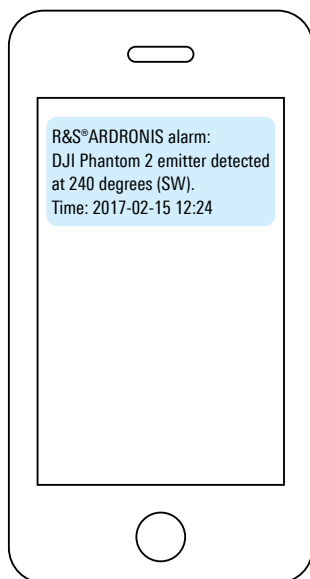 R&S®ARDRONIS alarm:
DJI Phantom 2 emitter detected
at 240 degrees (SW).
Time: 2017-02-15 12:24